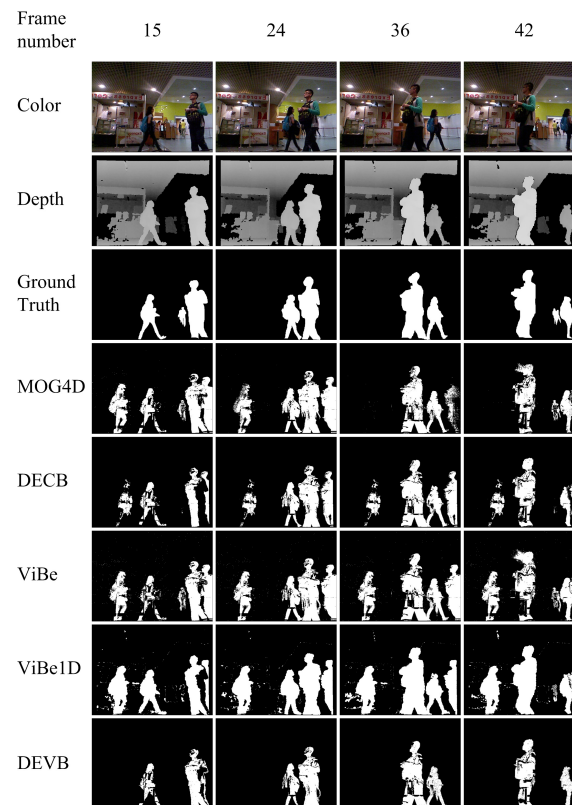 Frame
number
15
24
36
42
Color
Depth
Ground
Truth
MOG4D
DECB
ViBe
ViBe1D
DEVB